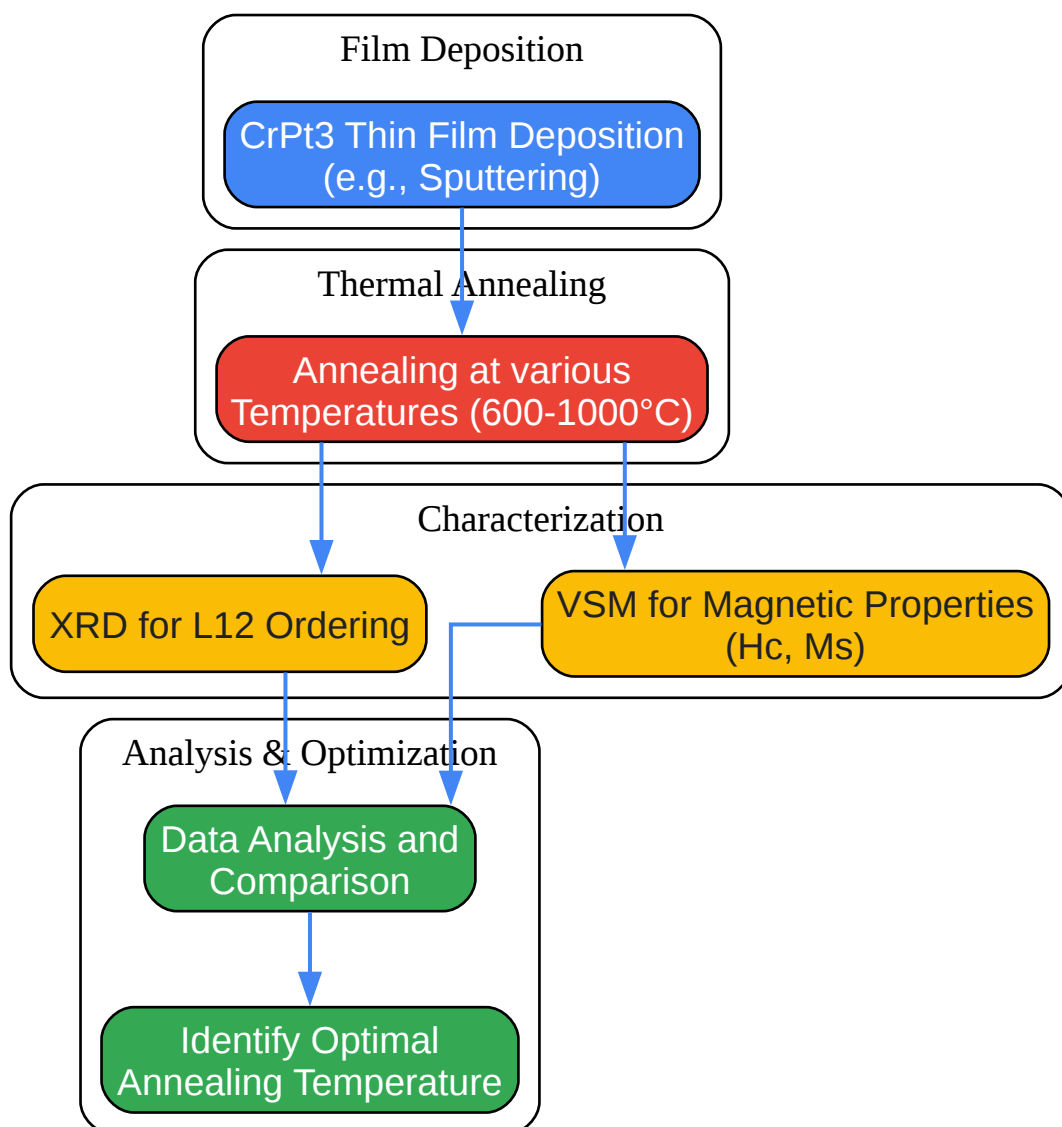 Film Deposition
CrPt3 Thin Film Deposition
(e.g., Sputtering)
Thermal Annealing
Annealing at various
Temperatures (600-1000°C)
Characterization
XRD for L12 Ordering
VSM for Magnetic Properties
(Hc, Ms)
Analysis & Optimization
Data Analysis and
Comparison
Identify Optimal
Annealing Temperature